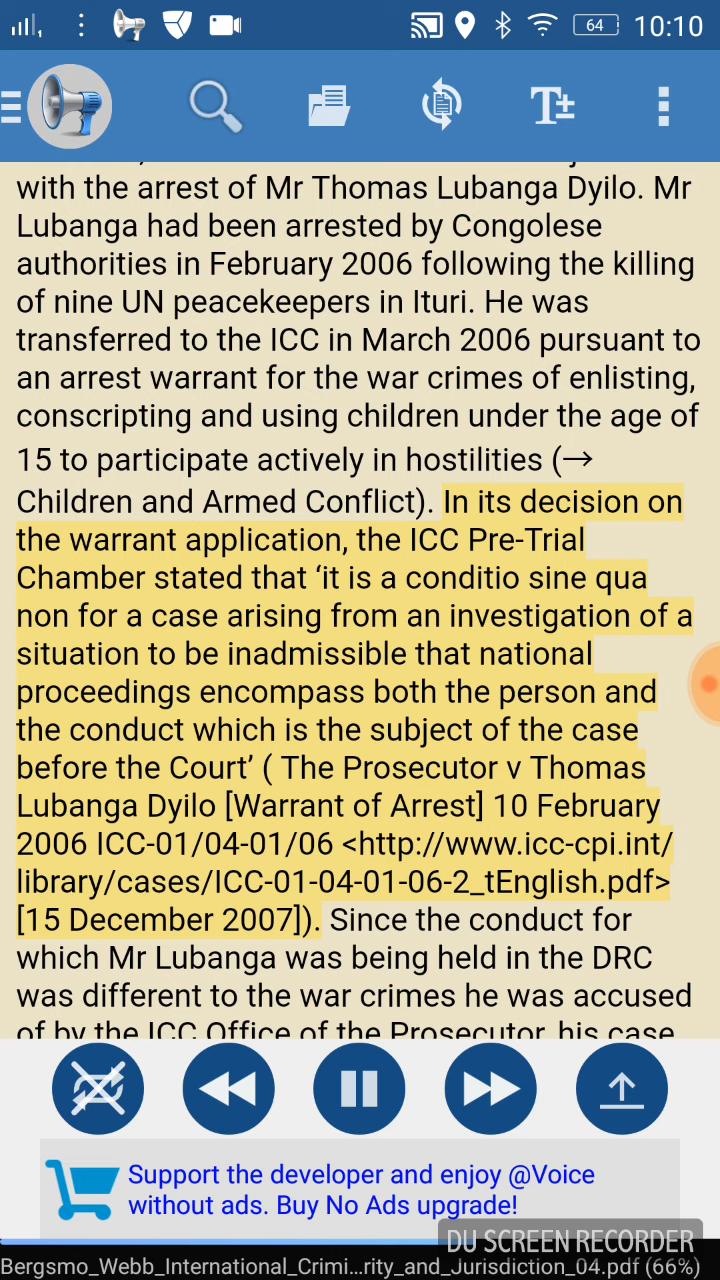 64 10:10
with the arrest of Mr Thomas Lubanga Dyilo. Mr
Lubanga had been arrested by Congolese
authorities in February 2006 following the killing
of nine UN peacekeepers in Ituri. He was
transferred to the ICC in March 2006 pursuant to
an arrest warrant for the war crimes of enlisting,
conscripting and using children under the age of
15 to participate actively in hostilities (→
Children and Armed Conflict). In its decision on
the warrant application, the ICC Pre-Trial
Chamber stated that ‘it is a conditio sine qua
non for a case arising from an investigation of a
situation to be inadmissible that national
proceedings encompass both the person and
the conduct which is the subject of the case
before the Court’ ( The Prosecutor v Thomas
Lubanga Dyilo [Warrant of Arrest] 10 February
2006 ICC-01/04-01/06 <http://www.icc-cpi.int/
library/cases/ICC-01-04-01-06-2_tEnglish.pdf>
[15 December 2007]). Since the conduct for
which Mr Lubanga was being held in the DRC
was different to the war crimes he was accused
of by the ICC Office of the Prosecutor, his case
Support the developer and enjoy @Voice
without ads. Buy No Ads upgrade!
DU SCREEN RECORDER
Bergsmo_Webb_International_Crimi...rity_and_Jurisdiction_04.pdf (66%)